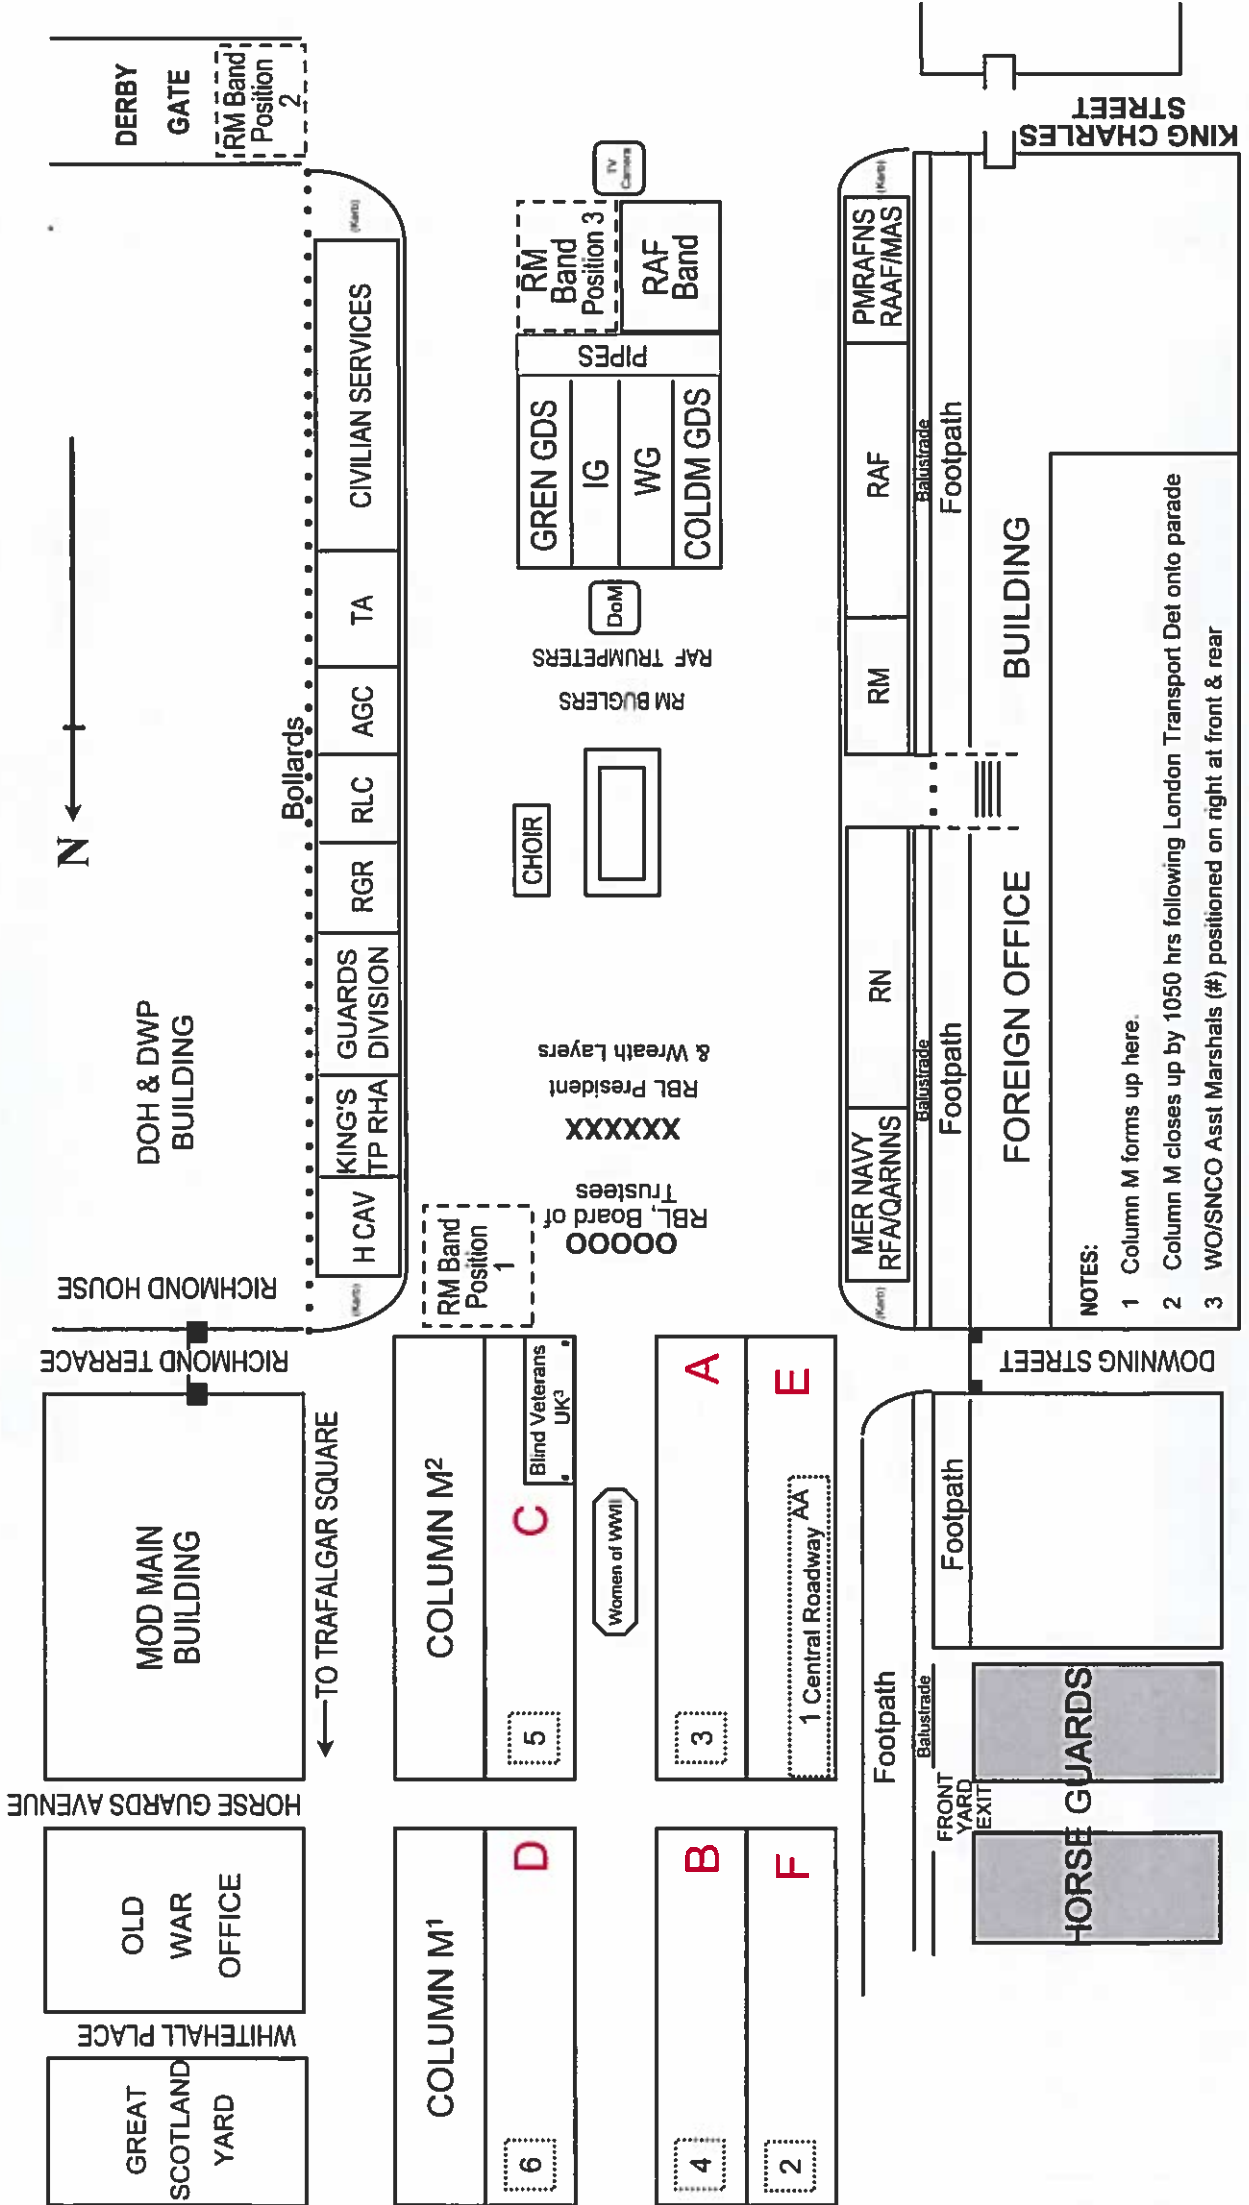 GREAT
SCOTLAND
YARD
WHITEHALL PLACE
OLD
WAR
OFFICE
HORSE GUARDS AVENUE
MOD MAIN
BUILDING
TO TRAFALGAR SQUARE
RICHMOND TERRACE
RICHMOND HOUSE
DOH & DWP
BUILDING
N
DERBY
GATE
RM Band
Position
2
Bollards
(Kerb)
H CAV
KING'S
TP RHA
GUARDS
DIVISION
RGR
RLC
AGC
TA
CIVILIAN SERVICES
(Kerb)
COLUMN M¹
COLUMN M²
RM Band
Position
1
6
D
5
C
Blind Veterans
UK³
Women of WWII
OOOOO
RBL, Board of
Trustees
XXXXXX
RBL President
& Wreath Layers
CHOIR
RM BUGLERS
RAF TRUMPETERS
DoM
GREN GDS
IG
WG
COLDM GDS
PIPES
RM
Band
Position 3
RAF
Band
TV
Camera
4
B
3
A
2
F
1 Central Roadway AA
E
(Kerb)
MER NAVY
RFA/QARNNS
RN
RM
RAF
PMRAFNS
RAAF/MAS
(Kerb)
Balustrade
Balustrade
Footpath
Footpath
Footpath
Balustrade
Footpath
FRONT
YARD
EXIT
HORSE GUARDS
DOWNING STREET
FOREIGN OFFICE
BUILDING
KING CHARLES
STREET
NOTES:
1 Column M forms up here.
2 Column M closes up by 1050 hrs following London Transport Det onto parade
3 WO/SNCO Asst Marshals (#) positioned on right at front & rear